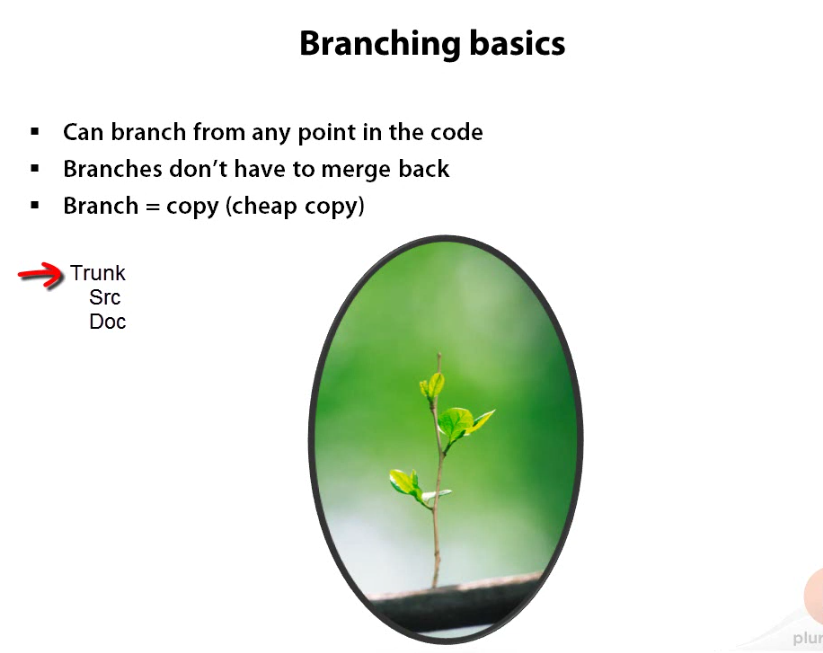 Branching basics
▪ Can branch from any point in the code
▪ Branches don’t have to merge back
▪ Branch = copy (cheap copy)
Trunk
Src
Doc